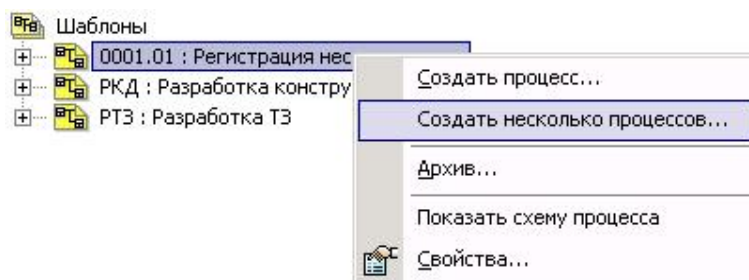 Шаблоны
0001.01 : Регистрация нес
РКД : Разработка констру
РТЗ : Разработка ТЗ
Создать процесс...
Создать несколько процессов...
Архив...
Показать схему процесса
Свойства...